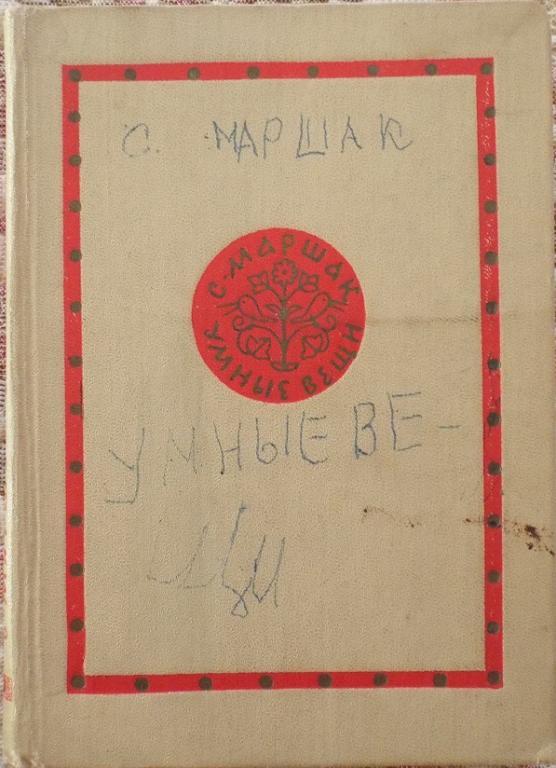 С. МАРШАК
С. МАРШАК
УМНЫЕ ВЕЩИ
УМНЫЕ ВЕ-
щи